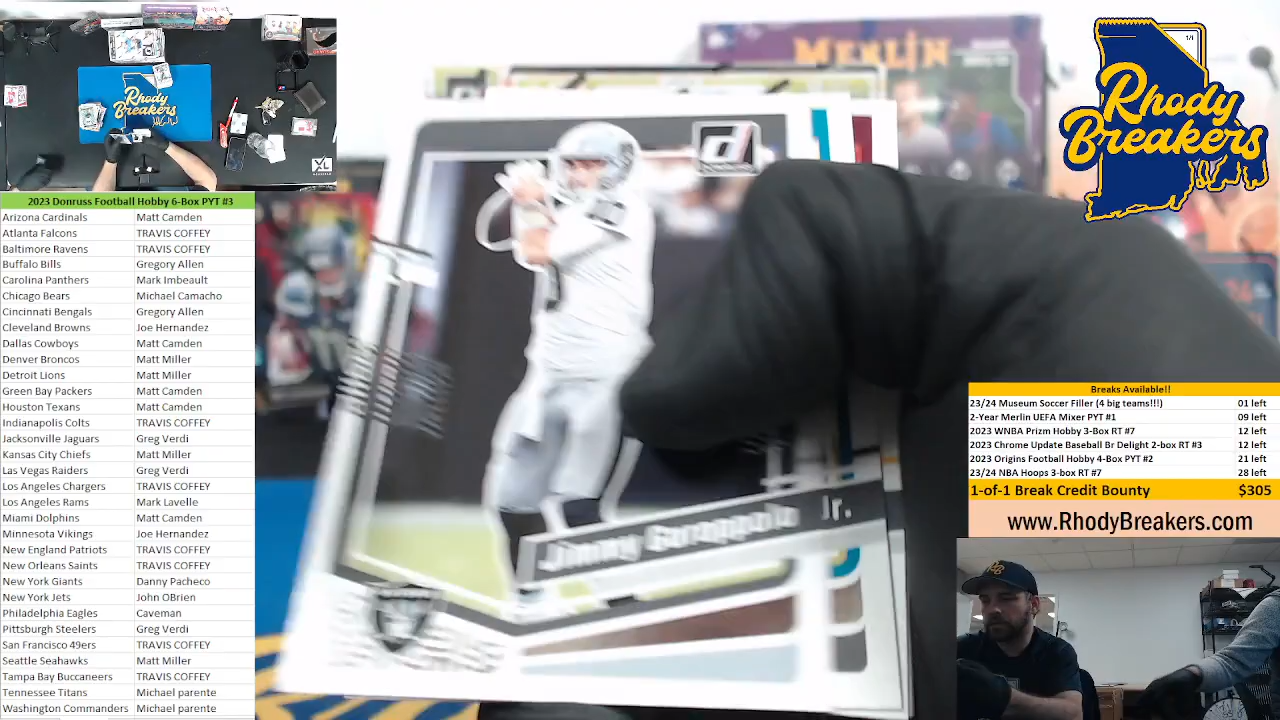 MERLIN
1/1
Rhody
Breakers
Rhody
Breakers
XL
2023 Donruss Football Hobby 6-Box PYT #3
Arizona Cardinals Matt Camden
Atlanta Falcons TRAVIS COFFEY
Baltimore Ravens TRAVIS COFFEY
Buffalo Bills Gregory Allen
Carolina Panthers Mark Imbeault
Chicago Bears Michael Camacho
Cincinnati Bengals Gregory Allen
Cleveland Browns Joe Hernandez
Dallas Cowboys Matt Camden
Denver Broncos Matt Miller
Detroit Lions Matt Miller
Green Bay Packers Matt Camden
Houston Texans Matt Camden
Indianapolis Colts TRAVIS COFFEY
Jacksonville Jaguars Greg Verdi
Kansas City Chiefs Matt Miller
Las Vegas Raiders Greg Verdi
Los Angeles Chargers TRAVIS COFFEY
Los Angeles Rams Mark Lavelle
Miami Dolphins Matt Camden
Minnesota Vikings Joe Hernandez
New England Patriots TRAVIS COFFEY
New Orleans Saints TRAVIS COFFEY
New York Giants Danny Pacheco
New York Jets John OBrien
Philadelphia Eagles Caveman
Pittsburgh Steelers Greg Verdi
San Francisco 49ers TRAVIS COFFEY
Seattle Seahawks Matt Miller
Tampa Bay Buccaneers TRAVIS COFFEY
Tennessee Titans Michael parente
Washington Commanders Michael parente
Jimmy Garoppolo Jr.
Breaks Available!!
23/24 Museum Soccer Filler (4 big teams!!!) 01 left
2-Year Merlin UEFA Mixer PYT #1 09 left
2023 WNBA Prizm Hobby 3-Box RT #7 12 left
2023 Chrome Update Baseball Br Delight 2-box RT #3 12 left
2023 Origins Football Hobby 4-Box PYT #2 21 left
23/24 NBA Hoops 3-box RT #7 28 left
1-of-1 Break Credit Bounty $305
www.RhodyBreakers.com